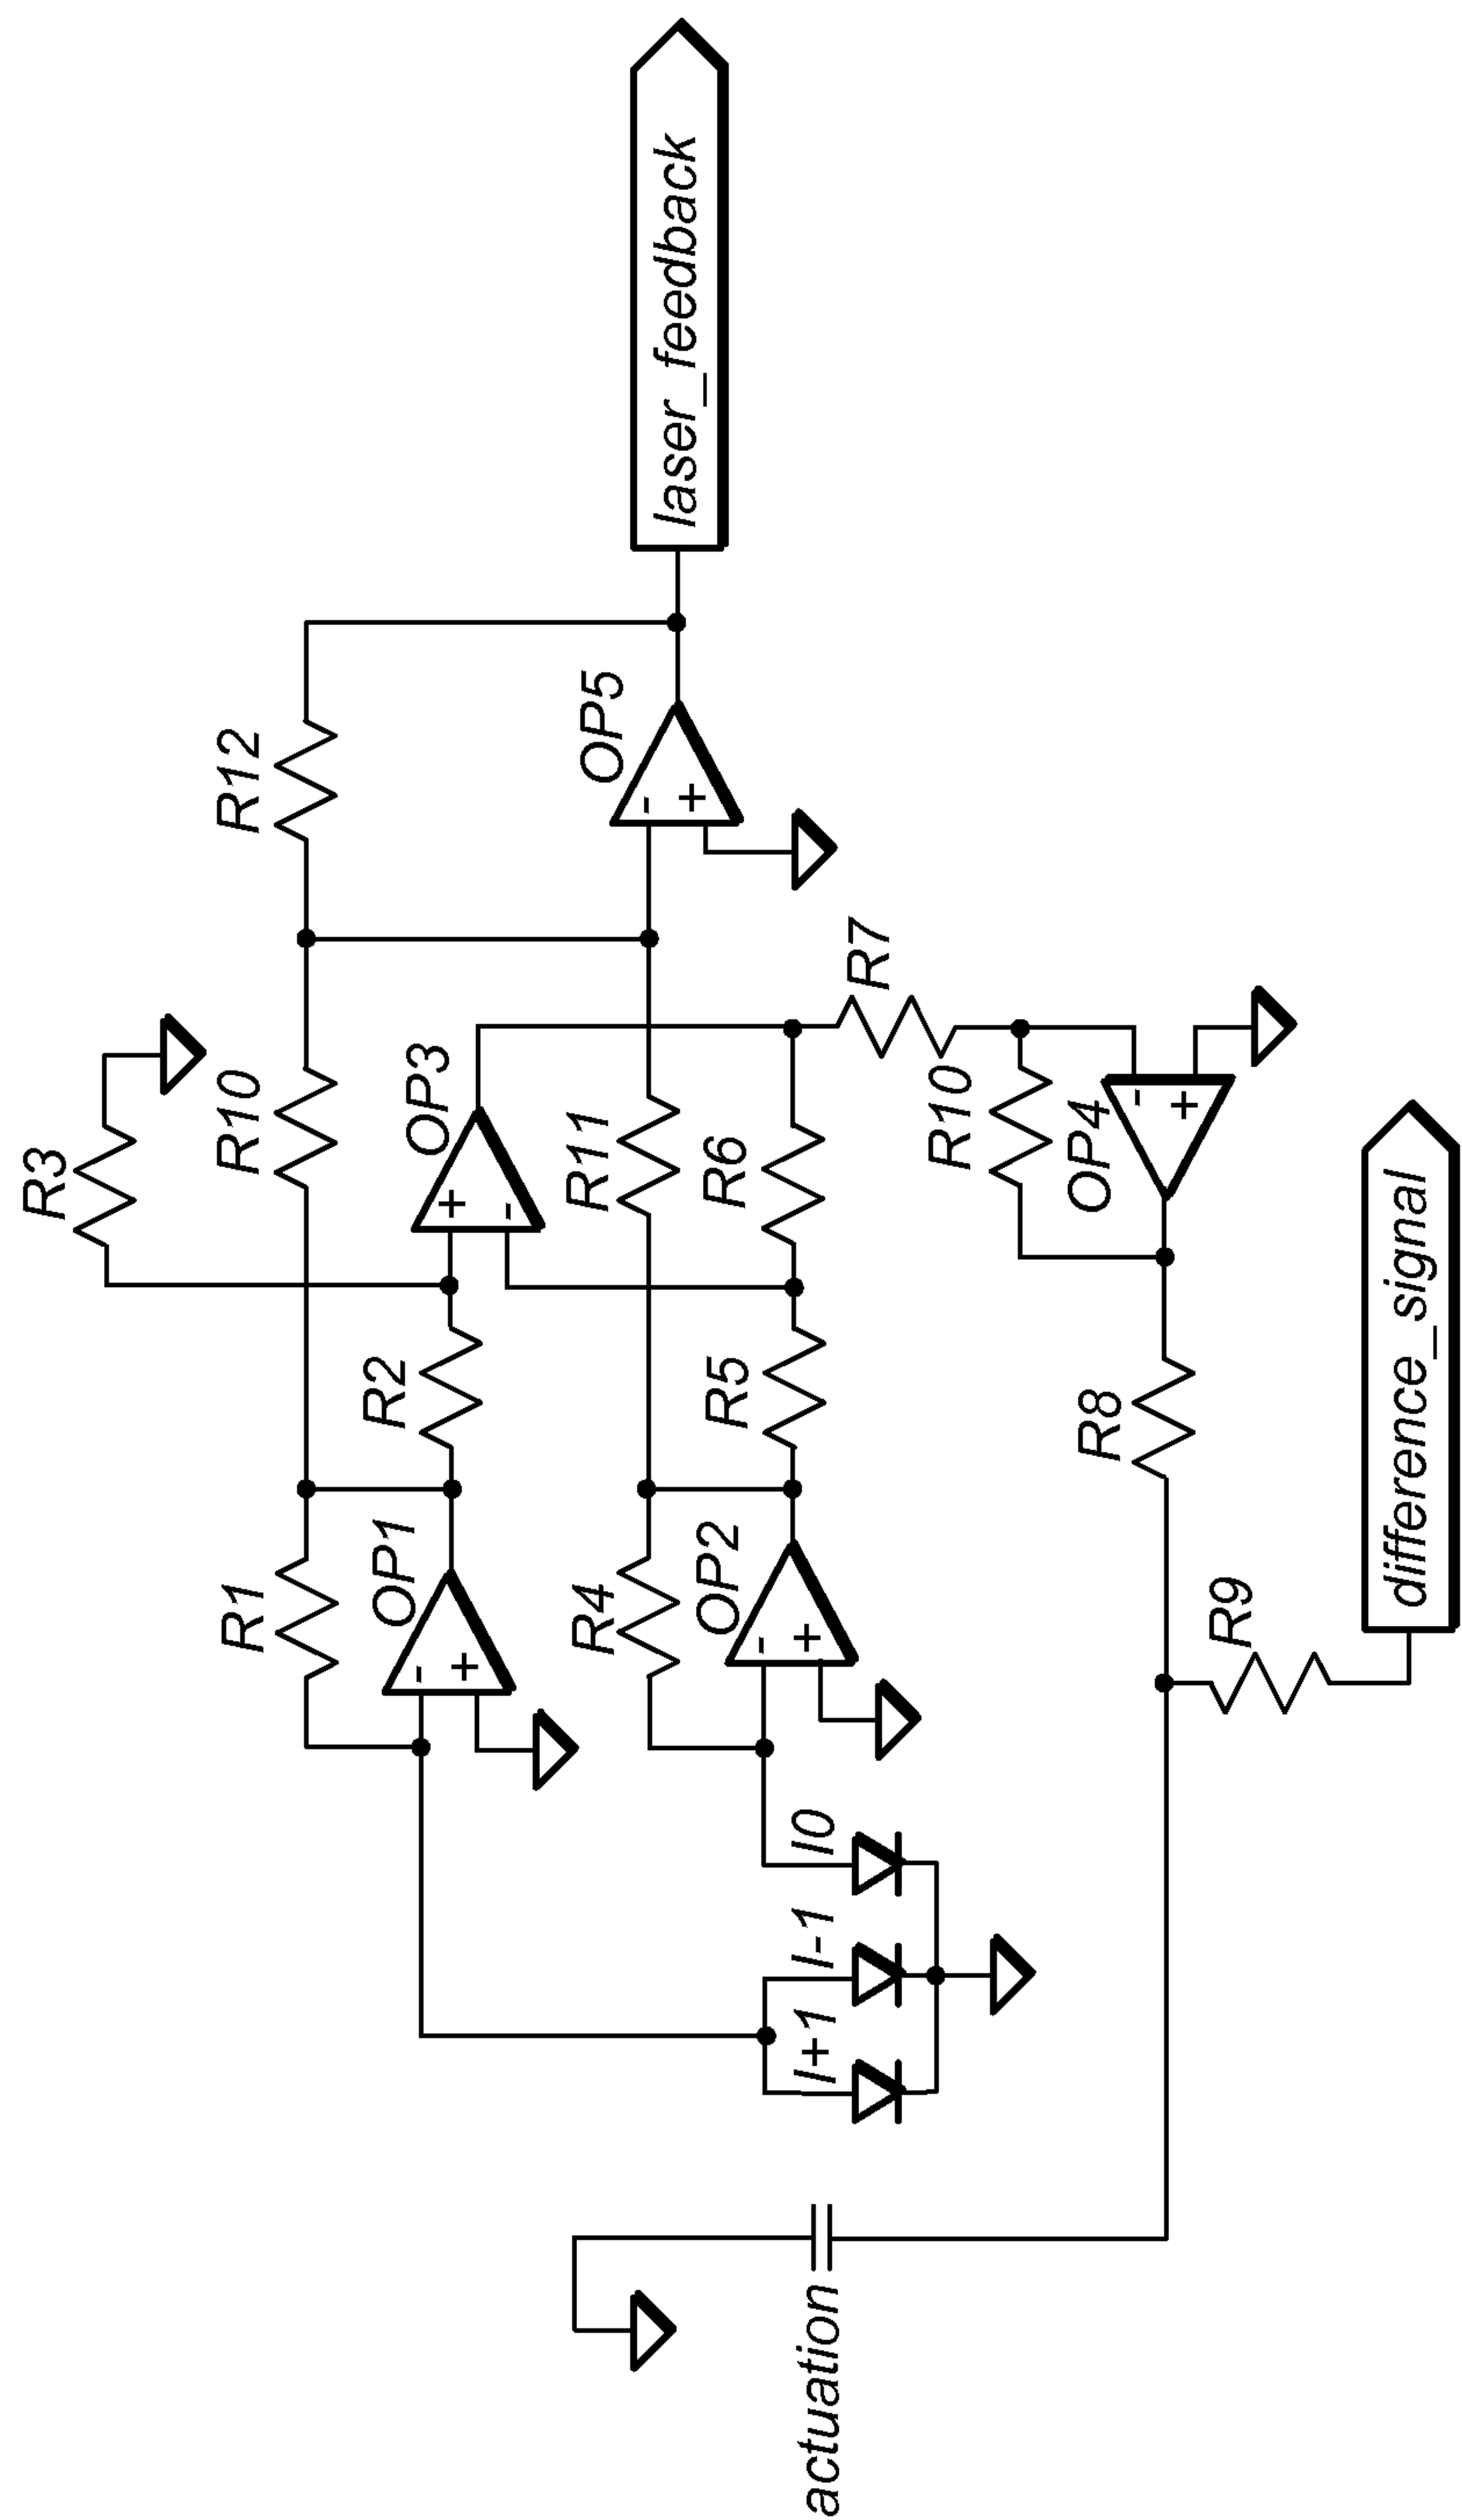 R3
R12
laser_feedback
R10
OP5
OP3
R2
R1
OP1
R11
R7
R6
R5
R4
OP2
R10
OP4
R8
I0
I-1
I+1
R9
difference_signal
actuation
+
-
-
+
-
+
-
+
-
+